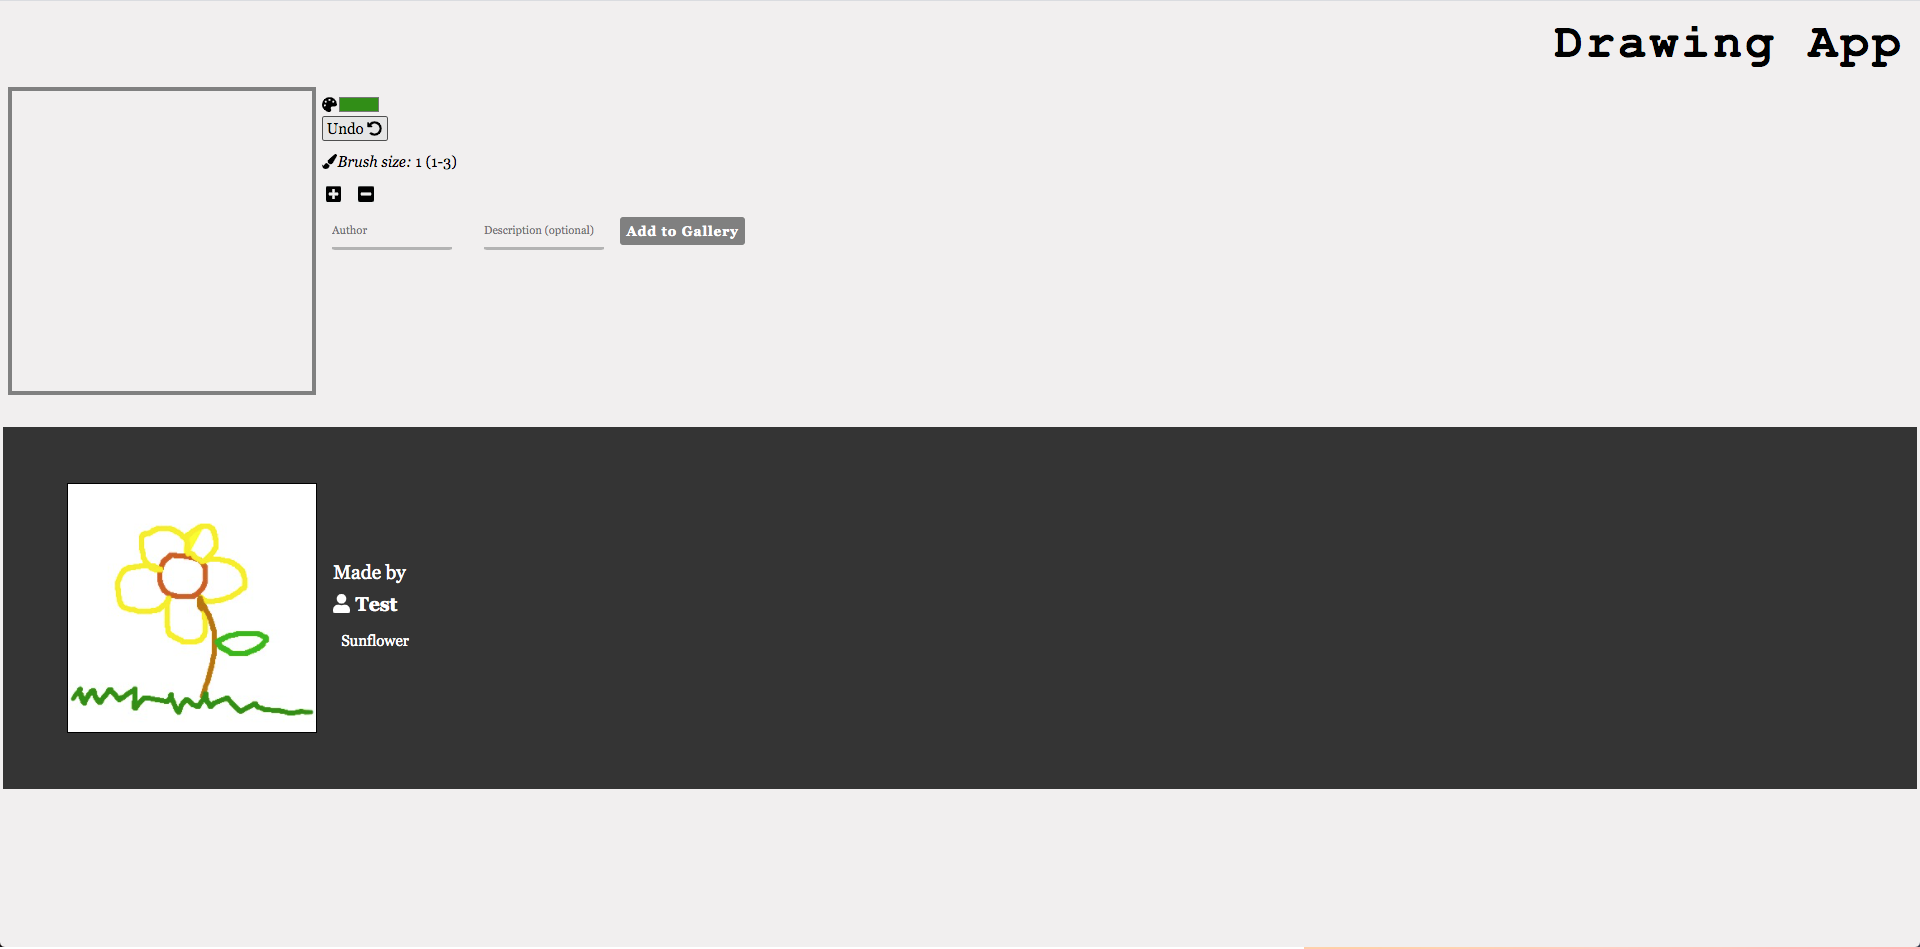 Drawing App
Undo
Brush size: 1 (1-3)
Author
Description (optional)
Add to Gallery
Made by
Test
Sunflower